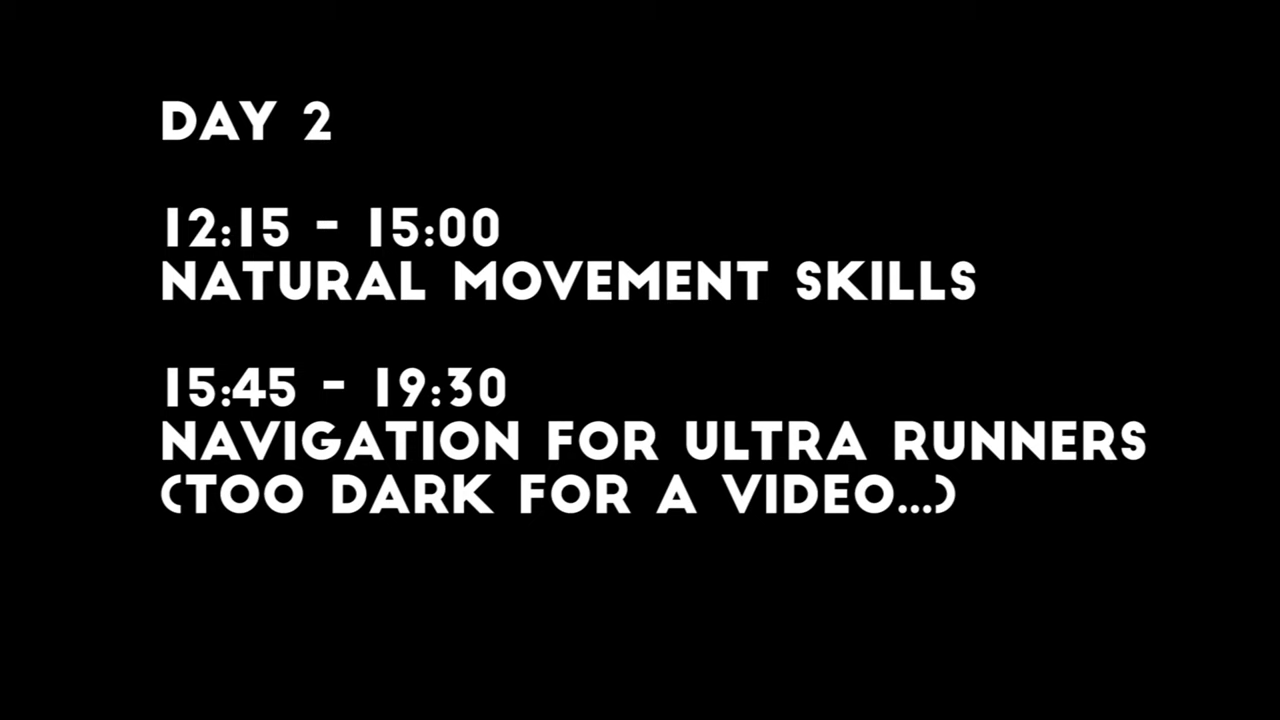 DAY 2
12:15 - 15:00
NATURAL MOVEMENT SKILLS
15:45 - 19:30
NAVIGATION FOR ULTRA RUNNERS
(TOO DARK FOR A VIDEO...)